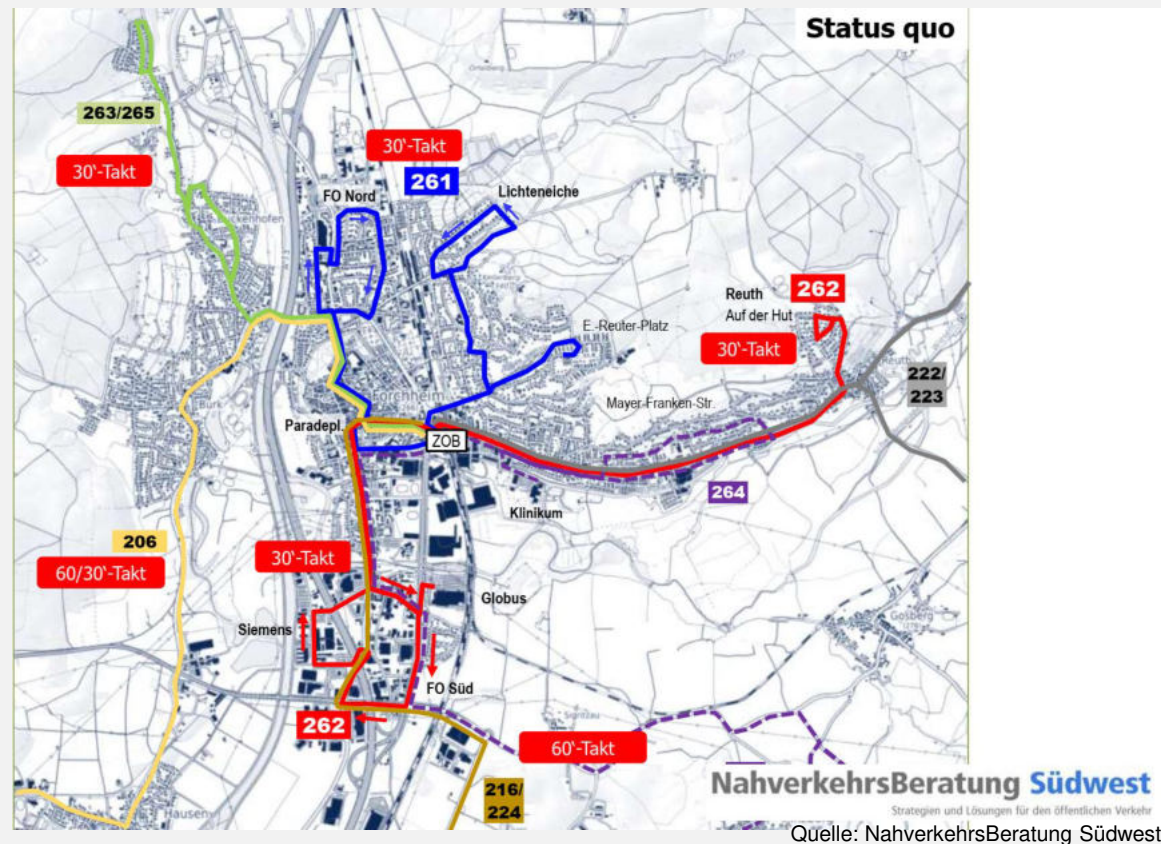 Status quo
263/265
30‘-Takt
30‘-Takt
261
FO Nord
Lichteneiche
Reuth
Auf der Hut
262
30‘-Takt
E.-Reuter-Platz
222/
223
Mayer-Franken-Str.
Paradepl.
ZOB
264
Klinikum
Burk
206
60/30‘-Takt
30‘-Takt
Globus
Siemens
Gosberg
FO Süd
262
60‘-Takt
216/
224
Hausen
NahverkehrsBeratung Südwest
Strategien und Lösungen für den öffentlichen Verkehr
Quelle: NahverkehrsBeratung Südwest